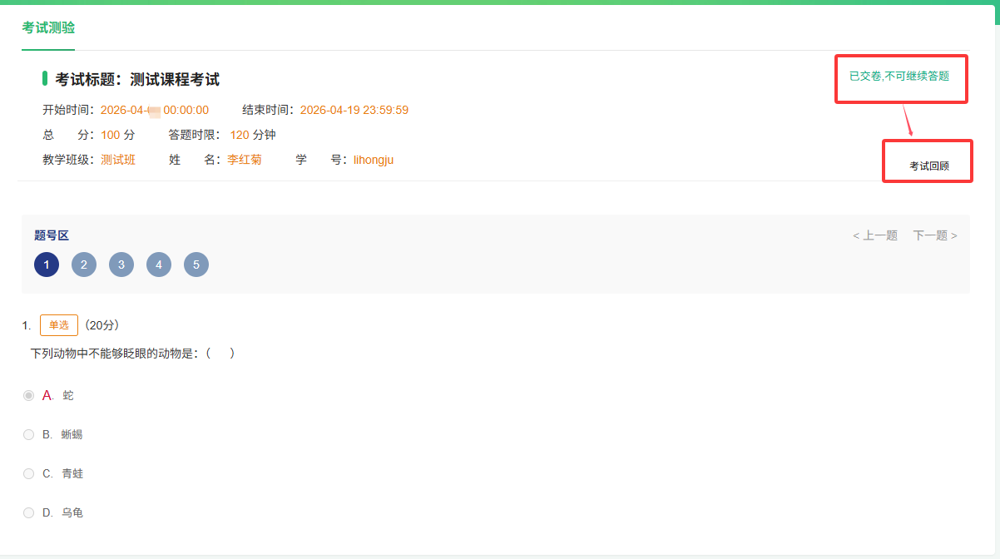 考试测验
考试标题：测试课程考试
已交卷,不可继续答题
开始时间：2026-04- 00:00:00 结束时间：2026-04-19 23:59:59
总 分：100 分 答题时限： 120 分钟
教学班级：测试班 姓 名：李红菊 学 号：lihongju
考试回顾
题号区
< 上一题 下一题 >
1 2 3 4 5
1. 单选 （20分）
下列动物中不能够眨眼的动物是：（ ）
A. 蛇
B. 蜥蜴
C. 青蛙
D. 乌龟